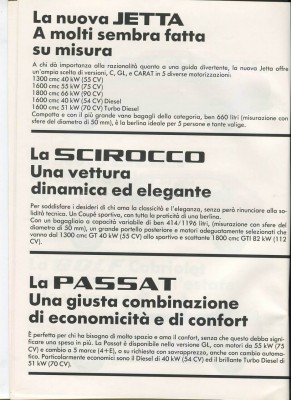 La nuova JETTA
A molti sembra fatta
su misura
A chi dà importanza alla razionalità quanto a una guida divertente, la nuova Jetta offre
un'ampia scelta di versioni, C, GL, e CARAT in 5 diverse motorizzazioni:
1300 cmc 40 kW (55 CV)
1600 cmc 55 kW (75 CV)
1800 cmc 66 kW (90 CV)
1600 cmc 40 kW (54 CV) Diesel
1600 cmc 51 kW (70 CV) Turbo Diesel
Compatta e con il più grande vano bagagli della categoria, ben 660 litri (misurazione con
sfere del diametro di 50 mm), è la berlina ideale per 5 persone e tante valige.
La SCIROCCO
Una vettura
dinamica ed elegante
Per soddisfare i desideri di chi ama la classicità e l'eleganza, senza però rinunciare alla so-
lidità tecnica. Un Coupé sportivo, con tutta la praticità di una berlina.
Con un bagagliaio a capacità variabile di ben 414/1196 litri, (misurazione con sfere del
diametro di 50 mm), un grande portello posteriore e motori adeguatamente selezionati che
vanno dal 1300 cmc GT 40 kW (55 CV) allo sportivo e scattante 1800 cmc GTI 82 kW (112
CV).
La PASSAT
Una giusta combinazione
di economicità e di confort
È perfetta per chi ha bisogno di molto spazio e ama il confort, senza che questo debba signi-
ficare una spesa in più. La Passat è disponibile nella versione GL, con motori da 55 kW (75
CV) e cambio a 5 marce (4+E), o su richiesta con sovrapprezzo, anche con cambio automa-
tico. Particolarmente economici sono il Diesel di 40 kW (54 CV) ed il brillante Turbo Diesel di
51 kW (70 CV).